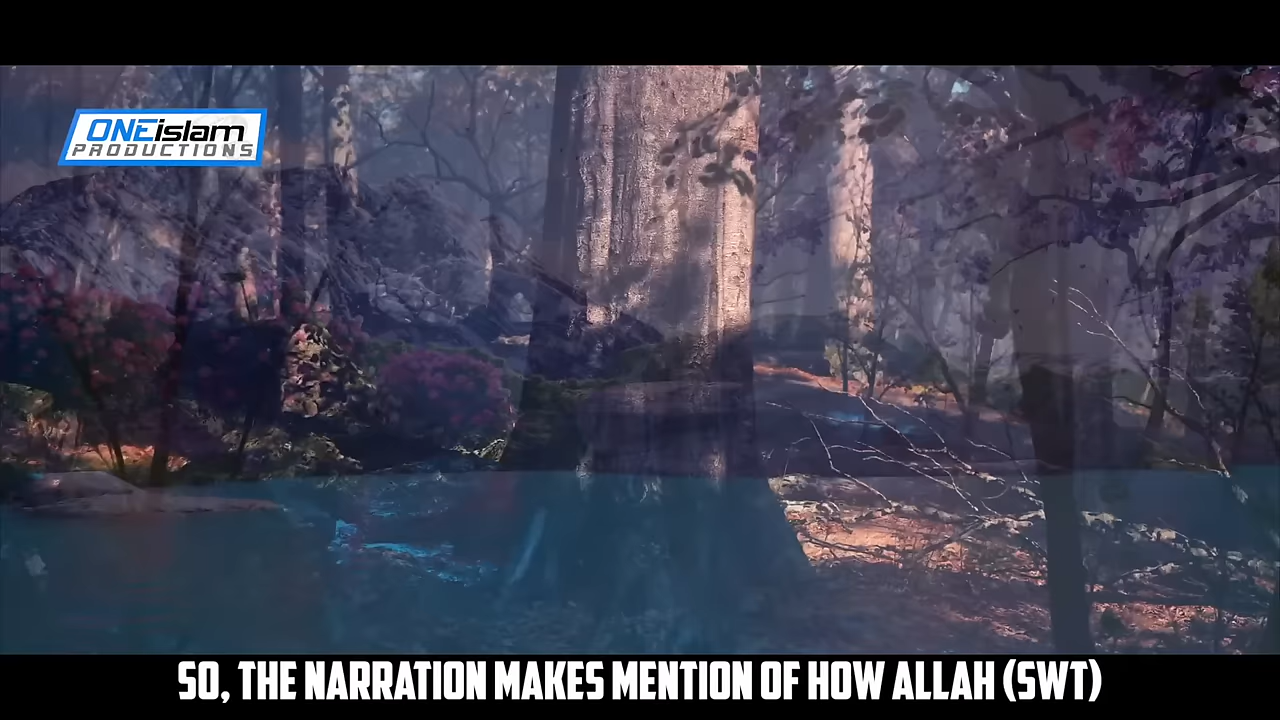 ONEislam
PRODUCTIONS
SO, THE NARRATION MAKES MENTION OF HOW ALLAH (SWT)